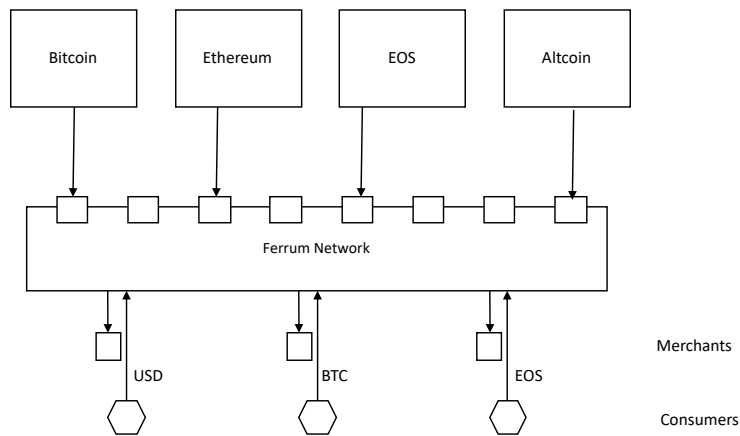 Bitcoin
Ethereum
EOS
Altcoin
Ferrum Network
Merchants
USD
BTC
EOS
Consumers